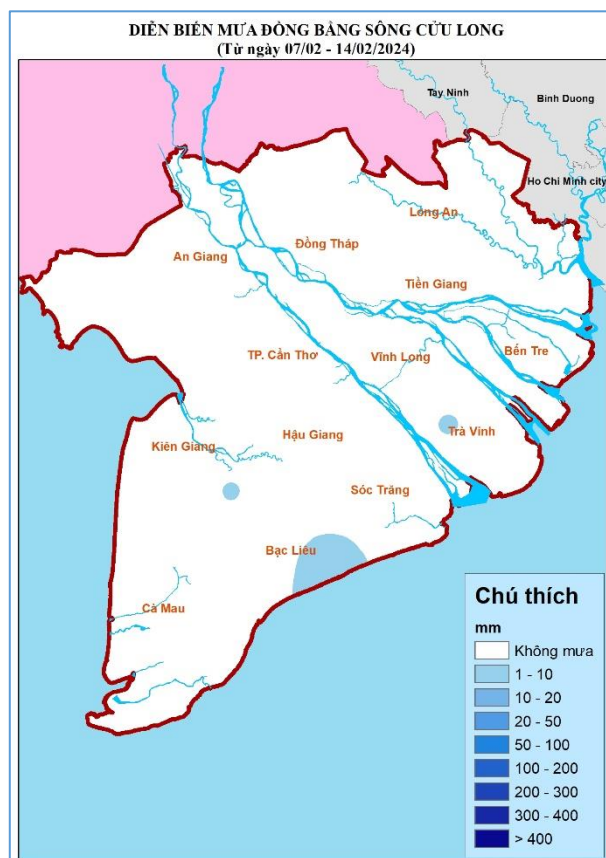 DIỄN BIẾN MƯA ĐỒNG BẰNG SÔNG CỬU LONG
(Từ ngày 07/02 - 14/02/2024)
Tay Ninh
Binh Duong
Ho Chi Minh city
Long An
Đồng Tháp
An Giang
Tiền Giang
TP. Cần Thơ
Vĩnh Long
Bến Tre
Kiên Giang
Hậu Giang
Trà Vinh
Sóc Trăng
Bạc Liêu
Cà Mau
Chú thích
mm
Không mưa
1 - 10
10 - 20
20 - 50
50 - 100
100 - 200
200 - 300
300 - 400
> 400